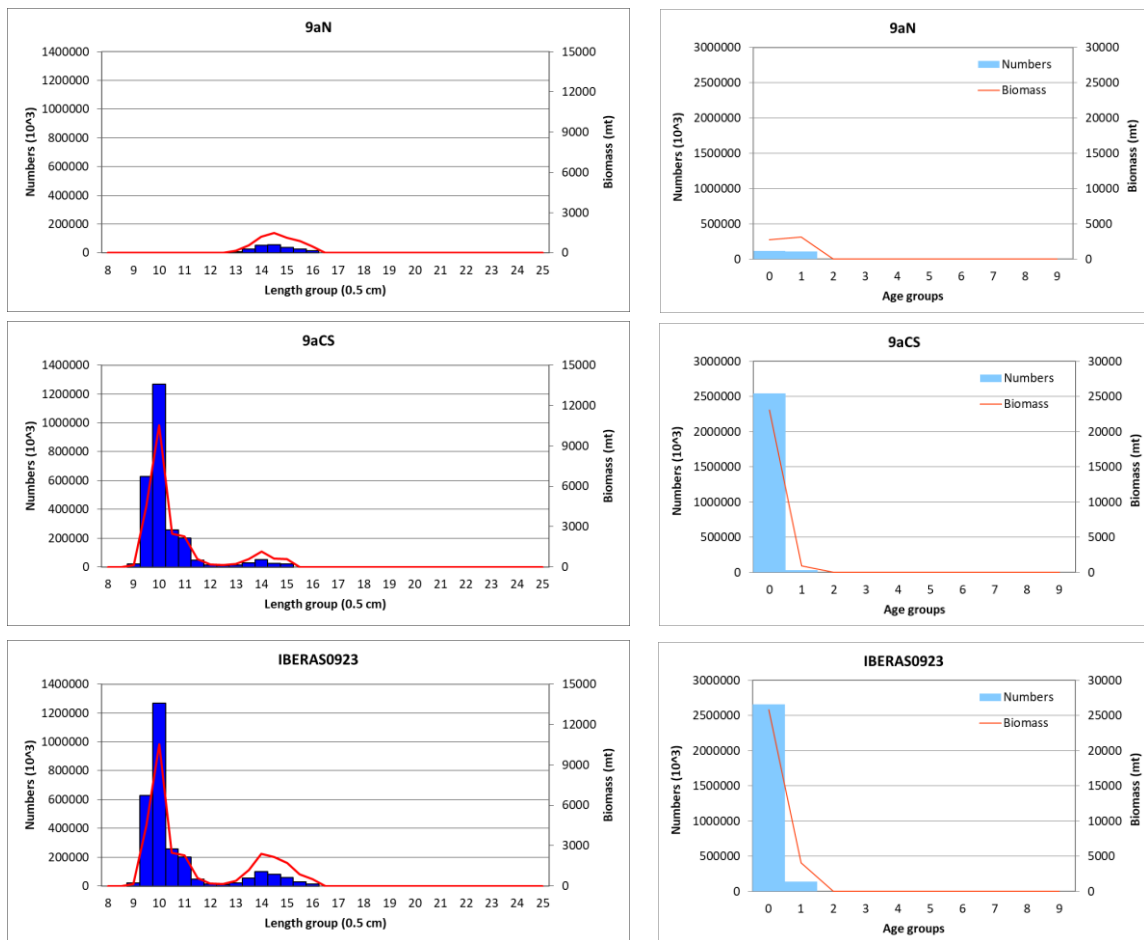 9aN
1400000
1200000
1000000
800000
600000
400000
200000
0
Numbers (10^3)
15000
12000
9000
6000
3000
0
Biomass (mt)
8 9 10 11 12 13 14 15 16 17 18 19 20 21 22 23 24 25
Length group (0.5 cm)
9aN
3000000
2500000
2000000
1500000
1000000
500000
0
Numbers (10^3)
Numbers
Biomass
30000
25000
20000
15000
10000
5000
0
Biomass (mt)
0 1 2 3 4 5 6 7 8 9
Age groups
9aCS
1400000
1200000
1000000
800000
600000
400000
200000
0
Numbers (10^3)
15000
12000
9000
6000
3000
0
Biomass (mt)
8 9 10 11 12 13 14 15 16 17 18 19 20 21 22 23 24 25
Length group (0.5 cm)
9aCS
3000000
2500000
2000000
1500000
1000000
500000
0
Numbers (10^3)
Numbers
Biomass
30000
25000
20000
15000
10000
5000
0
Biomass (mt)
0 1 2 3 4 5 6 7 8 9
Age groups
IBERAS0923
1400000
1200000
1000000
800000
600000
400000
200000
0
Numbers (10^3)
15000
12000
9000
6000
3000
0
Biomass (mt)
8 9 10 11 12 13 14 15 16 17 18 19 20 21 22 23 24 25
Length group (0.5 cm)
IBERAS0923
3000000
2500000
2000000
1500000
1000000
500000
0
Numbers (10^3)
Numbers
Biomass
30000
25000
20000
15000
10000
5000
0
Biomass (mt)
0 1 2 3 4 5 6 7 8 9
Age groups